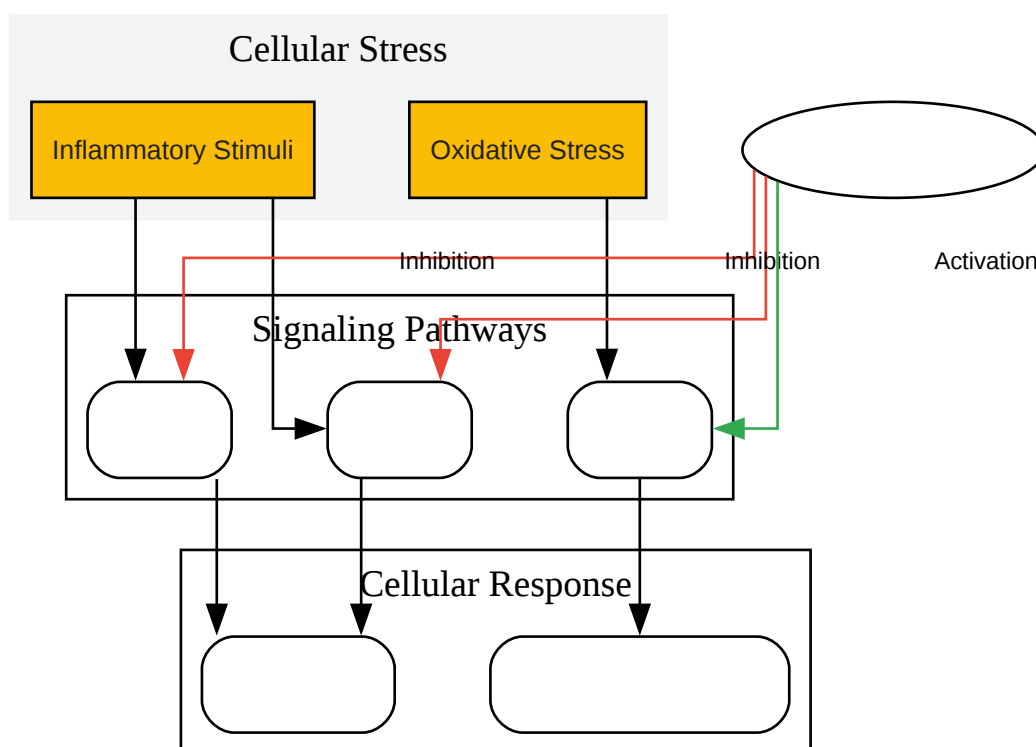 Cellular Stress
Inflammatory Stimuli
Oxidative Stress
Inhibition
Inhibition
Activation
Signaling Pathways
Cellular Response